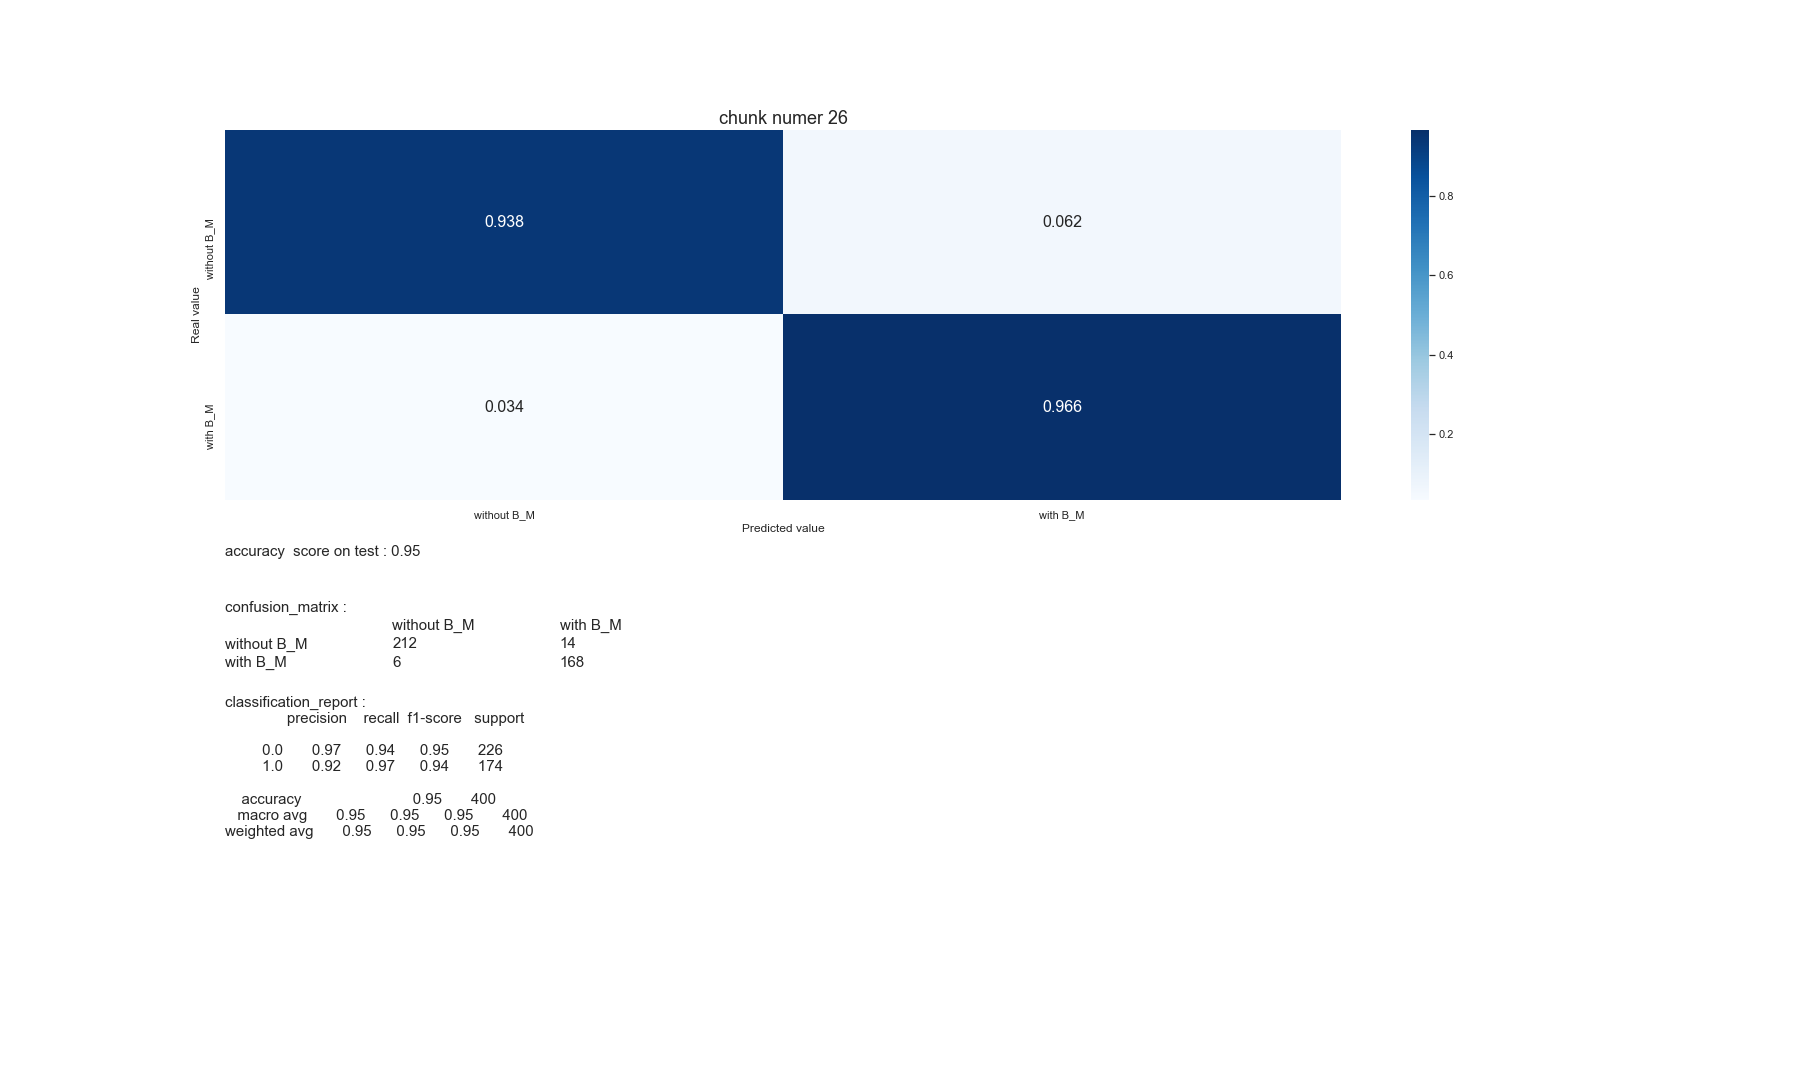 chunk numer 26
without B_M
with B_M
Real value
0.938
0.062
0.034
0.966
0.8
0.6
0.4
0.2
without B_M
with B_M
Predicted value
accuracy  score on test : 0.95
confusion_matrix :
without B_M with B_M
without B_M 212 14
with B_M 6 168
classification_report :
precision recall f1-score support
0.0 0.97 0.94 0.95 226
1.0 0.92 0.97 0.94 174
accuracy 0.95 400
macro avg 0.95 0.95 0.95 400
weighted avg 0.95 0.95 0.95 400